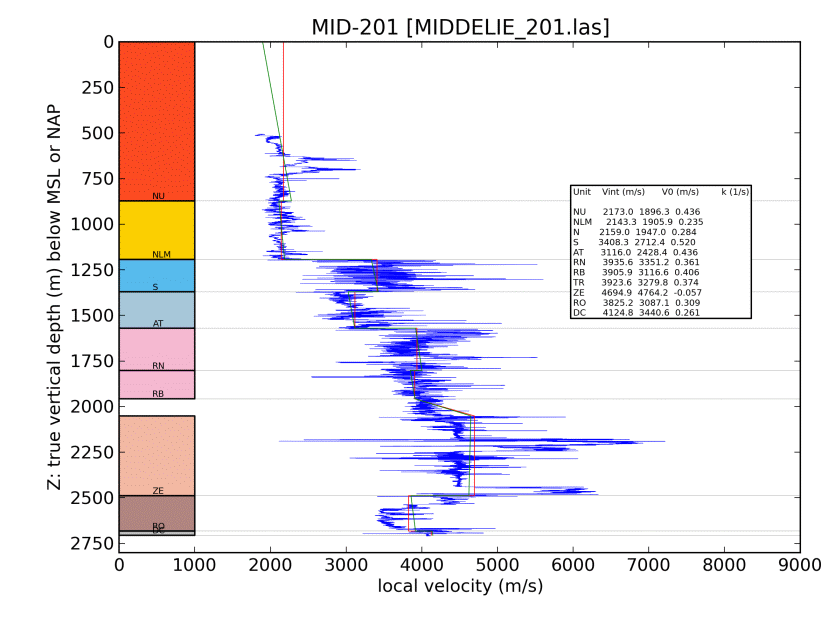 MID-201 [MIDDELIE_201.las]
Z: true vertical depth (m) below MSL or NAP
0
250
500
750
1000
1250
1500
1750
2000
2250
2500
2750
NU
NLM
S
AT
RN
RB
ZE
RO
DC
Unit Vint (m/s) V0 (m/s) k (1/s)
NU 2173.0 1896.3 0.436
NLM 2143.3 1905.9 0.235
N 2159.0 1947.0 0.284
S 3408.3 2712.4 0.520
AT 3116.0 2428.4 0.436
RN 3935.6 3351.2 0.361
RB 3905.9 3116.6 0.406
TR 3923.6 3279.8 0.374
ZE 4694.9 4764.2 -0.057
RO 3825.2 3087.1 0.309
DC 4124.8 3440.6 0.261
0 1000 2000 3000 4000 5000 6000 7000 8000 9000
local velocity (m/s)